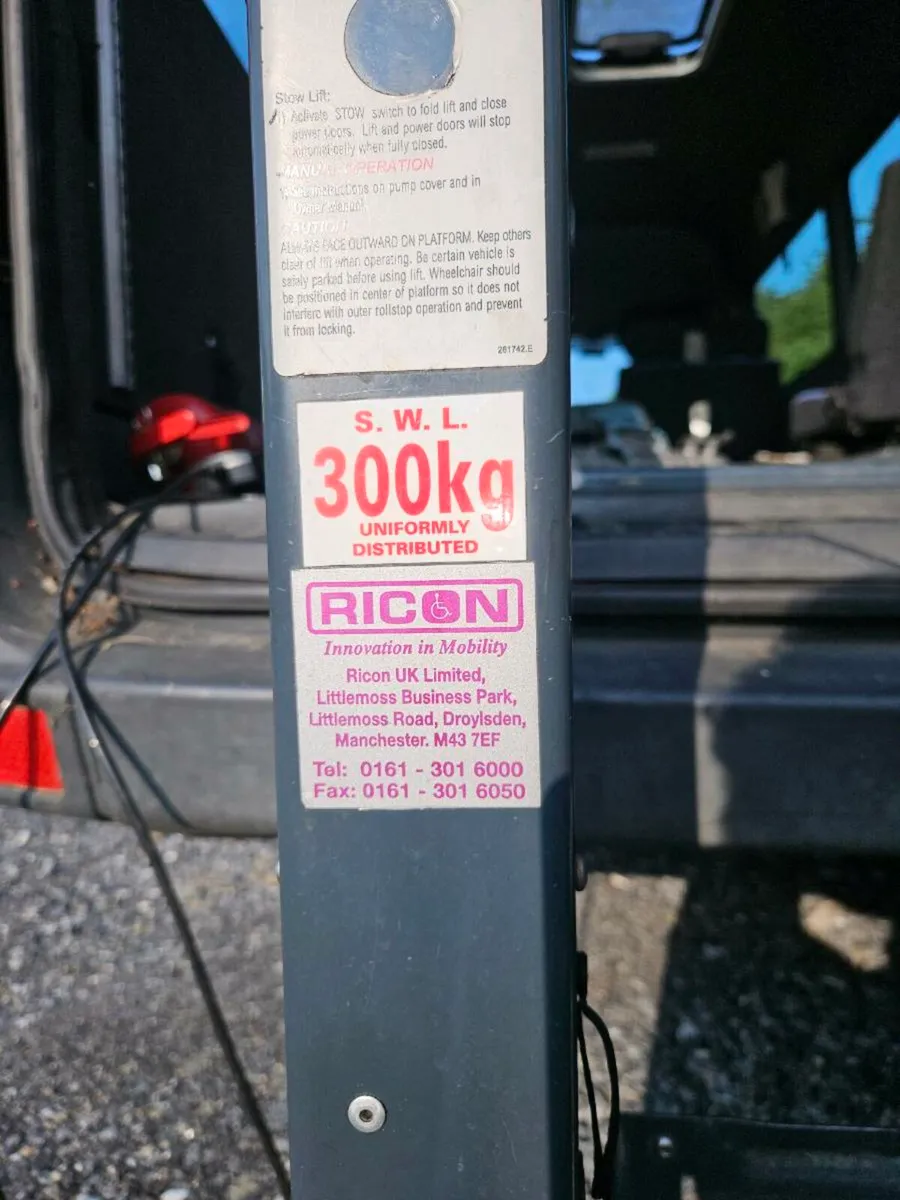 Stow Lift:
1) Activate STOW switch to fold lift and close
power doors. Lift and power doors will stop
automatically when fully closed.
MANUAL OPERATION
1) See instructions on pump cover and in
Owner Manual.
CAUTION
ALWAYS FACE OUTWARD ON PLATFORM. Keep others
clear of lift when operating. Be certain vehicle is
safely parked before using lift. Wheelchair should
be positioned in center of platform so it does not
interfere with outer rollstop operation and prevent
it from locking.
281742.E
S. W. L.
300kg
UNIFORMLY
DISTRIBUTED
RICON
Innovation in Mobility
Ricon UK Limited,
Littlemoss Business Park,
Littlemoss Road, Droylsden,
Manchester. M43 7EF
Tel: 0161 - 301 6000
Fax: 0161 - 301 6050